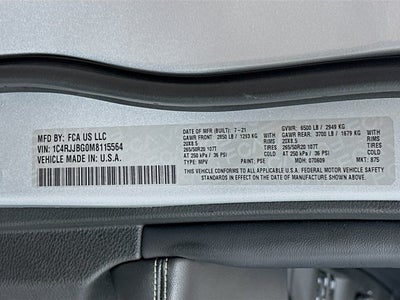 MFD BY: FCA US LLC
VIN: 1C4RJJBG0M8115564
VEHICLE MADE IN: U.S.A.
DATE OF MFG (BUILT): 7-21 GVWR: 6500 LB / 2949 KG
GAWR FRONT: 2850 LB / 1293 KG GAWR REAR: 3700 LB / 1679 KG
20X8.5 RIMS 20X8.5
265/50R20 107T TIRES 265/50R20 107T
AT 250 kPa / 36 PSI COLD AT 250 kPa / 36 PSI
TYPE: MPV PAINT: PSE MDH: 070609 MKT: 875
THIS VEHICLE CONFORMS TO ALL APPLICABLE U.S.A. FEDERAL MOTOR VEHICLE SAFETY
STANDARDS IN EFFECT ON THE DATE OF MANUFACTURE SHOWN ABOVE